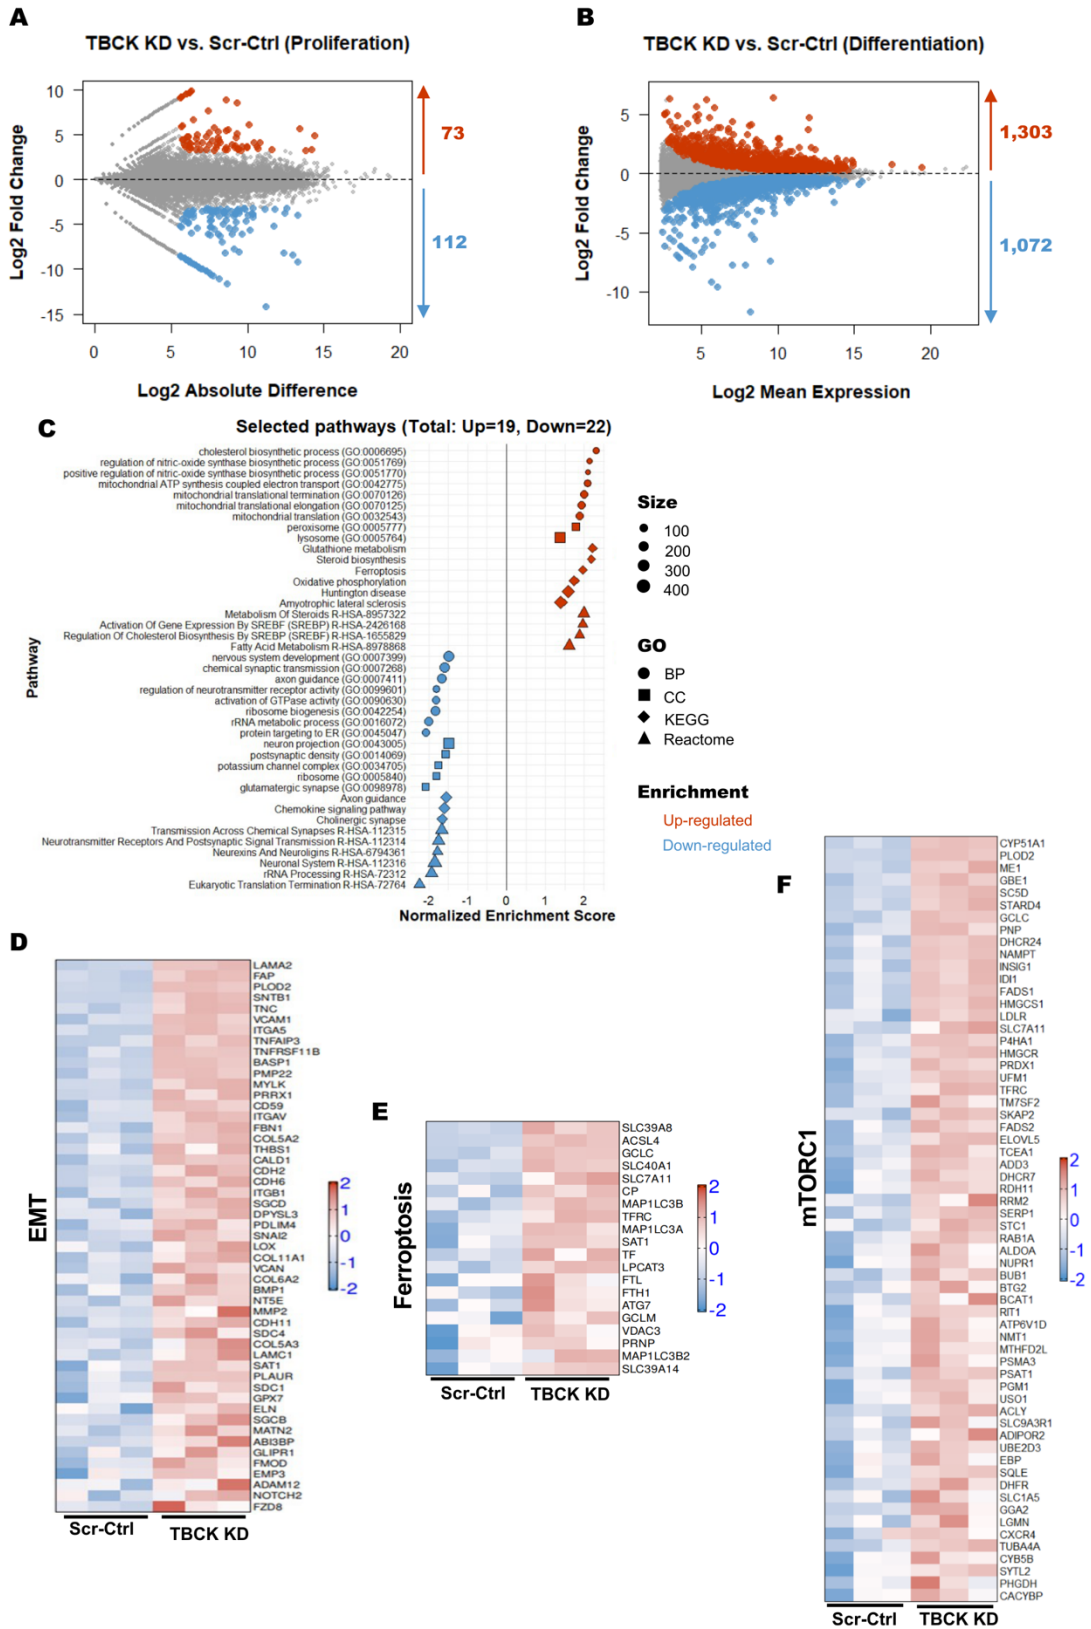 A
TBCK KD vs. Scr-Ctrl (Proliferation)
Log2 Fold Change
10
5
0
-5
-10
-15
0
5
10
15
20
Log2 Absolute Difference
73
112
B
TBCK KD vs. Scr-Ctrl (Differentiation)
Log2 Fold Change
5
0
-5
-10
5
10
15
20
Log2 Mean Expression
1,303
1,072
C
Selected pathways (Total: Up=19, Down=22)
Pathway
cholesterol biosynthetic process (GO:0006695)
regulation of nitric-oxide synthase biosynthetic process (GO:0051769)
positive regulation of nitric-oxide synthase biosynthetic process (GO:0051770)
mitochondrial ATP synthesis coupled electron transport (GO:0042775)
mitochondrial translational termination (GO:0070126)
mitochondrial translational elongation (GO:0070125)
mitochondrial translation (GO:0032543)
peroxisome (GO:0005777)
lysosome (GO:0005764)
Glutathione metabolism
Steroid biosynthesis
Ferroptosis
Oxidative phosphorylation
Huntington disease
Amyotrophic lateral sclerosis
Metabolism Of Steroids R-HSA-8957322
Activation Of Gene Expression By SREBF (SREBP) R-HSA-2426168
Regulation Of Cholesterol Biosynthesis By SREBP (SREBF) R-HSA-1655829
Fatty Acid Metabolism R-HSA-8978868
nervous system development (GO:0007399)
chemical synaptic transmission (GO:0007268)
axon guidance (GO:0007411)
regulation of neurotransmitter receptor activity (GO:0099601)
activation of GTPase activity (GO:0090630)
ribosome biogenesis (GO:0042254)
rRNA metabolic process (GO:0016072)
protein targeting to ER (GO:0045047)
neuron projection (GO:0043005)
postsynaptic density (GO:0014069)
potassium channel complex (GO:0034705)
ribosome (GO:0005840)
glutamatergic synapse (GO:0098978)
Axon guidance
Chemokine signaling pathway
Cholinergic synapse
Transmission Across Chemical Synapses R-HSA-112315
Neurotransmitter Receptors And Postsynaptic Signal Transmission R-HSA-112314
Neurexins And Neuroligins R-HSA-6794361
Neuronal System R-HSA-112316
rRNA Processing R-HSA-72312
Eukaryotic Translation Termination R-HSA-72764
-2
-1
0
1
2
Normalized Enrichment Score
Size
100
200
300
400
GO
BP
CC
KEGG
Reactome
Enrichment
Up-regulated
Down-regulated
D
EMT
LAMA2
FAP
PLOD2
SNTB1
TNC
VCAM1
ITGA5
TNFAIP3
TNFRSF11B
BASP1
PMP22
MYLK
PRRX1
CD59
ITGAV
FBN1
COL5A2
THBS1
CALD1
CDH2
CDH6
ITGB1
SGCD
DPYSL3
PDLIM4
SNAI2
LOX
COL11A1
VCAN
COL6A2
BMP1
NT5E
MMP2
CDH11
SDC4
COL5A3
LAMC1
SAT1
PLAUR
SDC1
GPX7
ELN
SGCB
MATN2
ABI3BP
GLIPR1
FMOD
EMP3
ADAM12
NOTCH2
FZD8
2
1
0
-1
-2
Scr-Ctrl
TBCK KD
E
Ferroptosis
SLC39A8
ACSL4
GCLC
SLC40A1
SLC7A11
CP
MAP1LC3B
TFRC
MAP1LC3A
SAT1
TF
LPCAT3
FTL
FTH1
ATG7
GCLM
VDAC3
PRNP
MAP1LC3B2
SLC39A14
2
1
0
-1
-2
Scr-Ctrl
TBCK KD
F
mTORC1
CYP51A1
PLOD2
ME1
GBE1
SC5D
STARD4
GCLC
PNP
DHCR24
NAMPT
INSIG1
IDI1
FADS1
HMGCS1
LDLR
SLC7A11
P4HA1
HMGCR
PRDX1
UFM1
TFRC
TM7SF2
SKAP2
FADS2
ELOVL5
TCEA1
ADD3
DHCR7
RDH11
RRM2
SERP1
STC1
RAB1A
ALDOA
NUPR1
BUB1
BTG2
BCAT1
RIT1
ATP6V1D
NMT1
MTHFD2L
PSMA3
PSAT1
PGM1
USO1
ACLY
SLC9A3R1
ADIPOR2
UBE2D3
EBP
SQLE
DHFR
SLC1A5
GGA2
LGMN
CXCR4
TUBA4A
CYB5B
SYTL2
PHGDH
CACYBP
2
1
0
-1
-2
Scr-Ctrl
TBCK KD